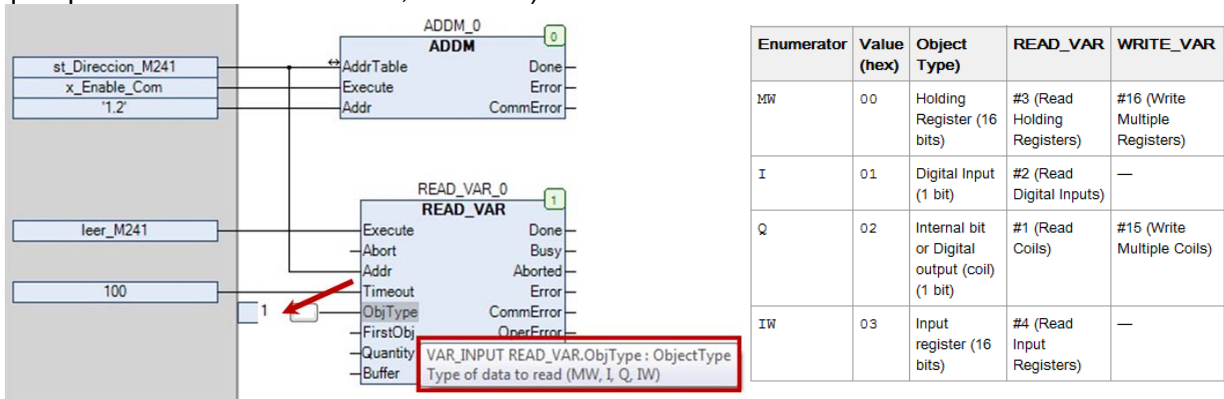 ADDM_0
0
ADDM
st_Direccion_M241
AddrTable
Done
x_Enable_Com
Execute
Error
'1.2'
Addr
CommError
READ_VAR_0
1
READ_VAR
leer_M241
Execute
Done
Abort
Busy
Addr
Aborted
100
Timeout
Error
1
ObjType
CommError
FirstObj
OperError
Quantity
Buffer
VAR_INPUT READ_VAR.ObjType : ObjectType
Type of data to read (MW, I, Q, IW)
Enumerator
Value
(hex)
Object
Type)
READ_VAR
WRITE_VAR
MW
00
Holding
Register (16
bits)
#3 (Read
Holding
Registers)
#16 (Write
Multiple
Registers)
I
01
Digital Input
(1 bit)
#2 (Read
Digital Inputs)
—
Q
02
Internal bit
or Digital
output (coil)
(1 bit)
#1 (Read
Coils)
#15 (Write
Multiple Coils)
IW
03
Input
register (16
bits)
#4 (Read
Input
Registers)
—